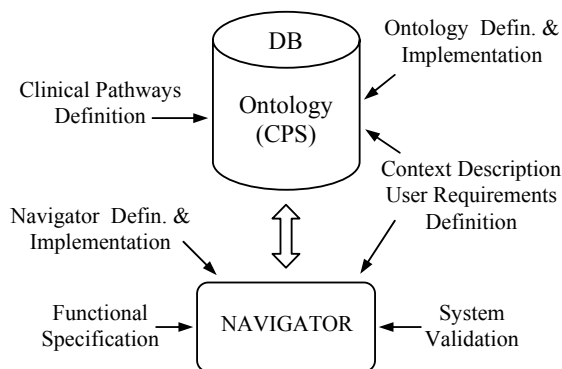 DB
Ontology
(CPS)
Ontology Defin. &
Implementation
Clinical Pathways
Definition
Context Description
User Requirements
Definition
Navigator Defin. &
Implementation
Functional
Specification
NAVIGATOR
System
Validation